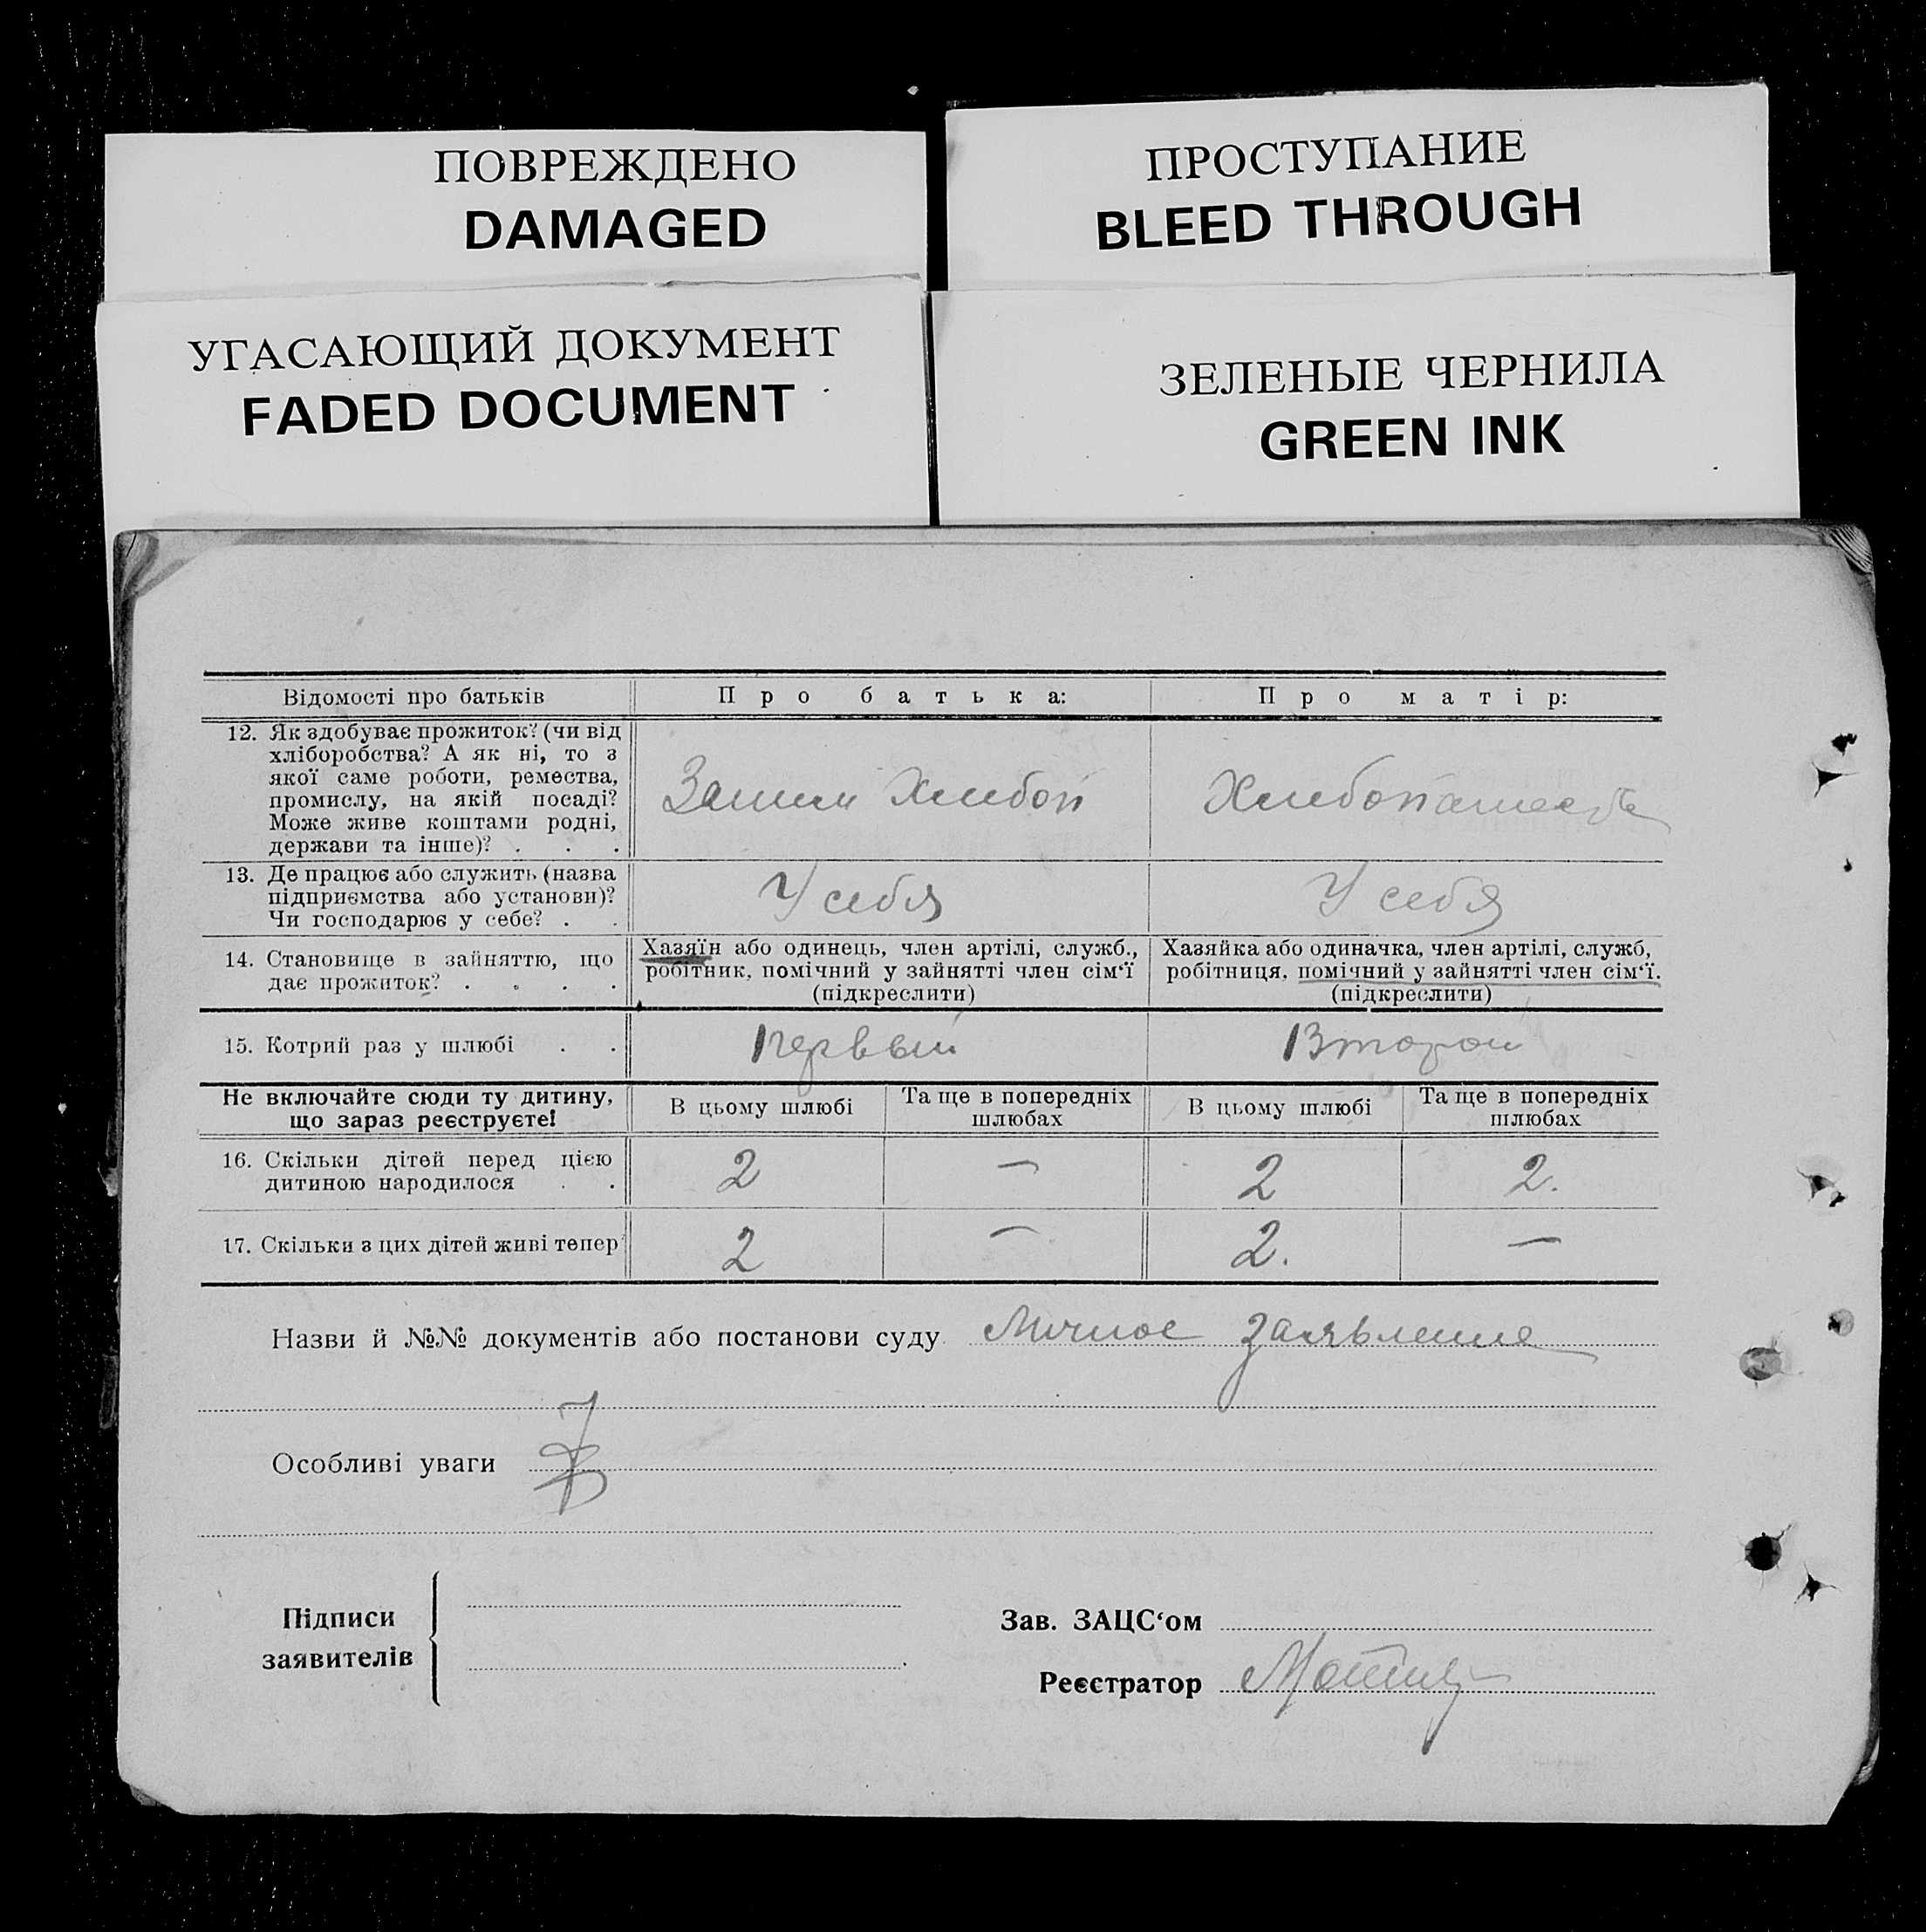 ПОВРЕЖДЕНО
DAMAGED
ПРОСТУПАНИЕ
BLEED THROUGH
УГАСАЮЩИЙ ДОКУМЕНТ
FADED DOCUMENT
ЗЕЛЕНЫЕ ЧЕРНИЛА
GREEN INK
Відомості про батьків
Про батька:
Про матір:
12. Як здобуває прожиток? (чи від
хліборобства? А як ні, то з
якої саме роботи, ремества,
промислу, на якій посаді?
Може живе коштами родні,
держави та інше)? . . .
13. Де працює або служить (назва
підприємства або установи)?
Чи господарює у себе? . .
У себя
У себя
14. Становище в зайняттю, що
дає прожиток? . . . .
Хазяїн або одинець, член артілі, служб.,
робітник, помічний у зайнятті член сім‘ї
(підкреслити)
Хазяйка або одиначка, член артілі, служб,
робітниця, помічний у зайнятті член сім‘ї.
(підкреслити)
15. Котрий раз у шлюбі . .
Первый
Второй
Не включайте сюди ту дитину,
що зараз реєструєте!
В цьому шлюбі
Та ще в попередніх
шлюбах
В цьому шлюбі
Та ще в попередніх
шлюбах
16. Скільки дітей перед цією
дитиною народилося . .
2
—
2
2.
17. Скільки з цих дітей живі тепер
2
—
2.
—
Назви й №№ документів або постанови суду Личное заявление
Особливі уваги
Підписи
заявителів
Зав. ЗАЦС‘ом
Реєстратор